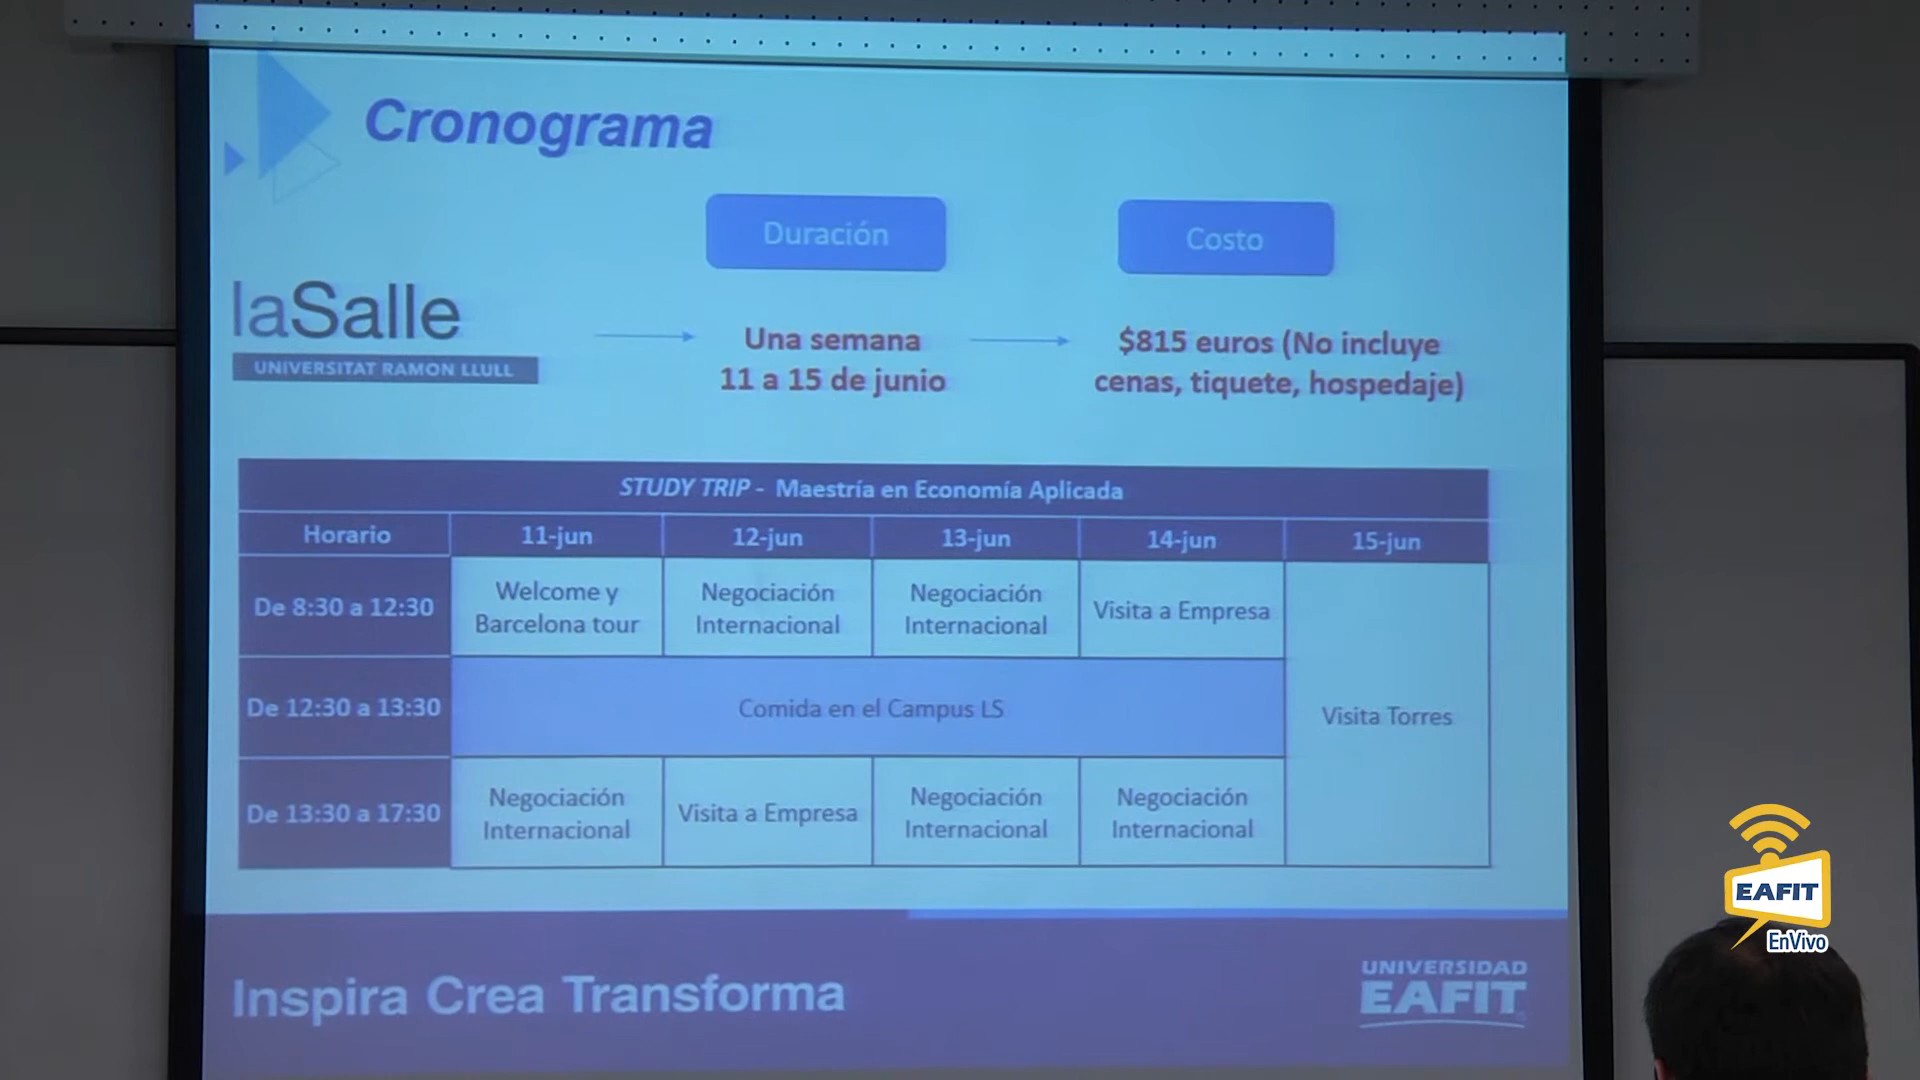 Cronograma
Duración
Costo
laSalle
UNIVERSITAT RAMON LLULL
Una semana
11 a 15 de junio
$815 euros (No incluye
cenas, tiquete, hospedaje)
STUDY TRIP - Maestría en Economía Aplicada
Horario 11-jun 12-jun 13-jun 14-jun 15-jun
De 8:30 a 12:30
Welcome y
Barcelona tour
Negociación
Internacional
Negociación
Internacional
Visita a Empresa
De 12:30 a 13:30
Comida en el Campus LS
Visita Torres
De 13:30 a 17:30
Negociación
Internacional
Visita a Empresa
Negociación
Internacional
Negociación
Internacional
Inspira Crea Transforma
UNIVERSIDAD
EAFIT
EAFIT
EnVivo